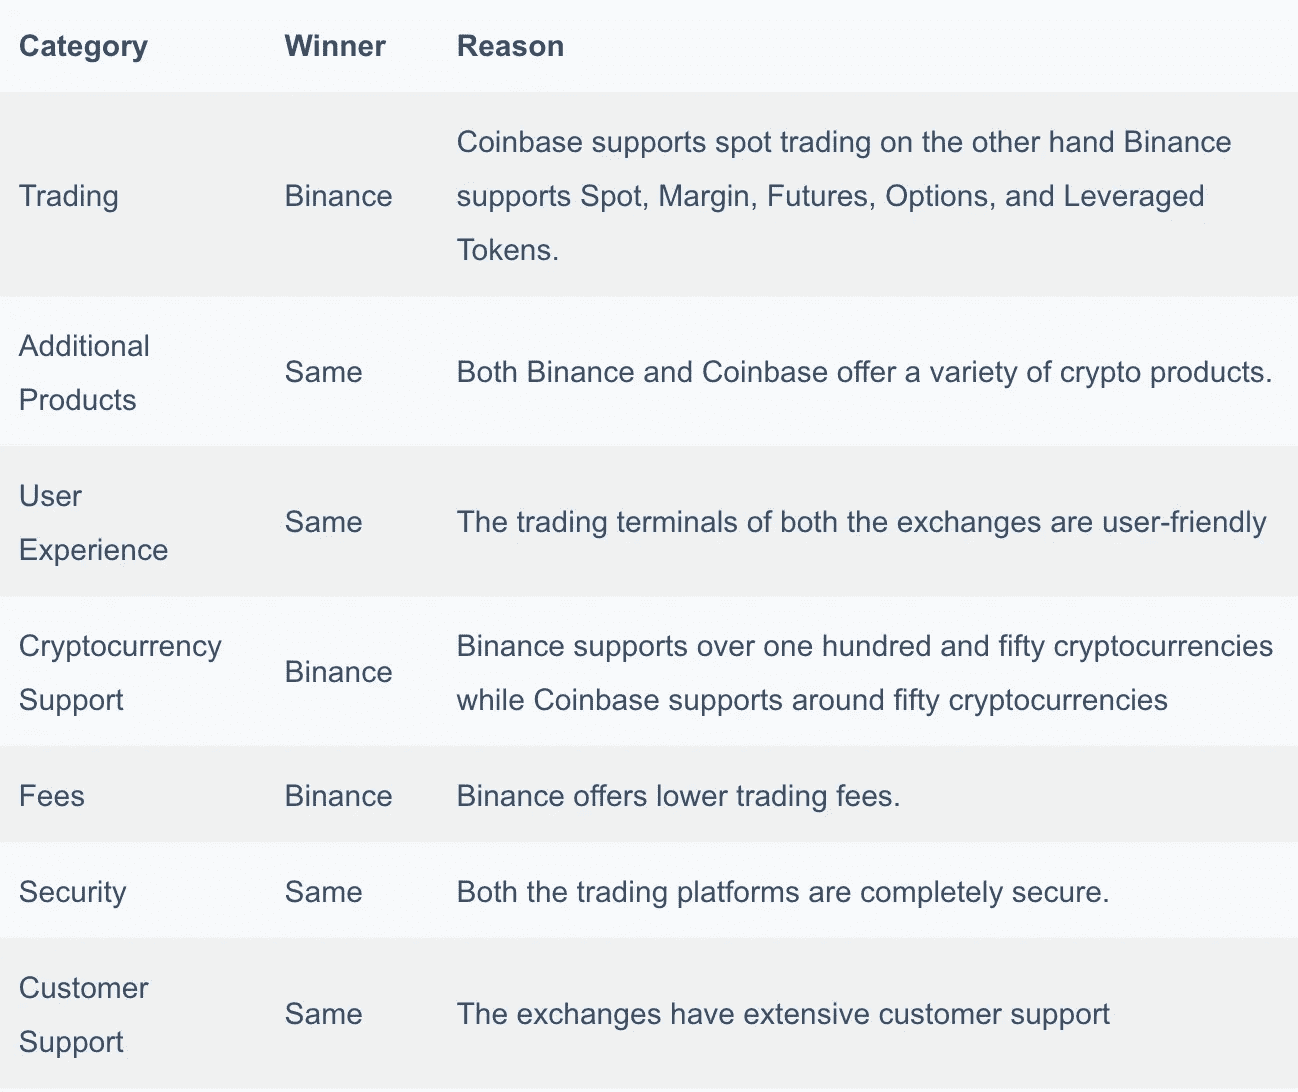 Category Winner Reason
Trading Binance Coinbase supports spot trading on the other hand Binance
supports Spot, Margin, Futures, Options, and Leveraged
Tokens.
Additional
Products Same Both Binance and Coinbase offer a variety of crypto products.
User
Experience Same The trading terminals of both the exchanges are user-friendly
Cryptocurrency
Support Binance Binance supports over one hundred and fifty cryptocurrencies
while Coinbase supports around fifty cryptocurrencies
Fees Binance Binance offers lower trading fees.
Security Same Both the trading platforms are completely secure.
Customer
Support Same The exchanges have extensive customer support